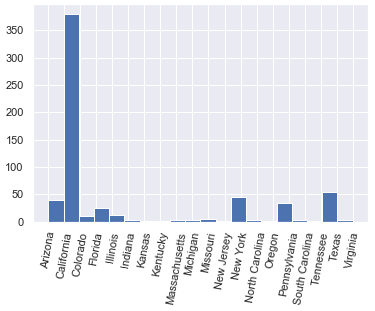 350
300
250
200
150
100
50
0
Arizona
California
Colorado
Florida
Illinois
Indiana
Kansas
Kentucky
Massachusetts
Michigan
Missouri
New Jersey
New York
North Carolina
Oregon
Pennsylvania
South Carolina
Tennessee
Texas
Virginia